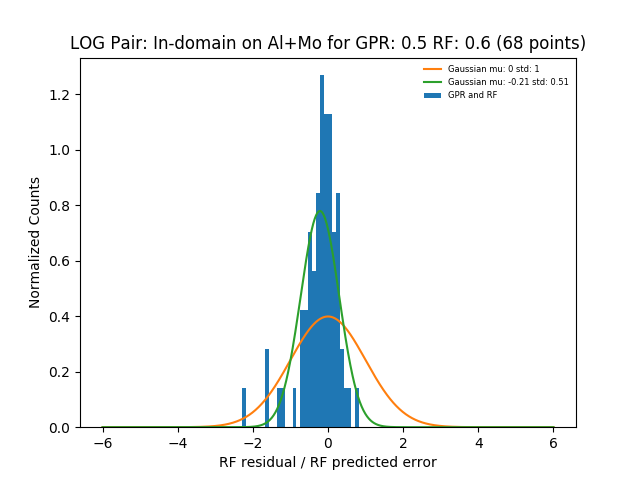 LOG Pair: In-domain on Al+Mo for GPR: 0.5 RF: 0.6 (68 points)
Gaussian mu: 0 std: 1
Gaussian mu: -0.21 std: 0.51
GPR and RF
Normalized Counts
1.2
1.0
0.8
0.6
0.4
0.2
0.0
−6 −4 −2 0 2 4 6
RF residual / RF predicted error